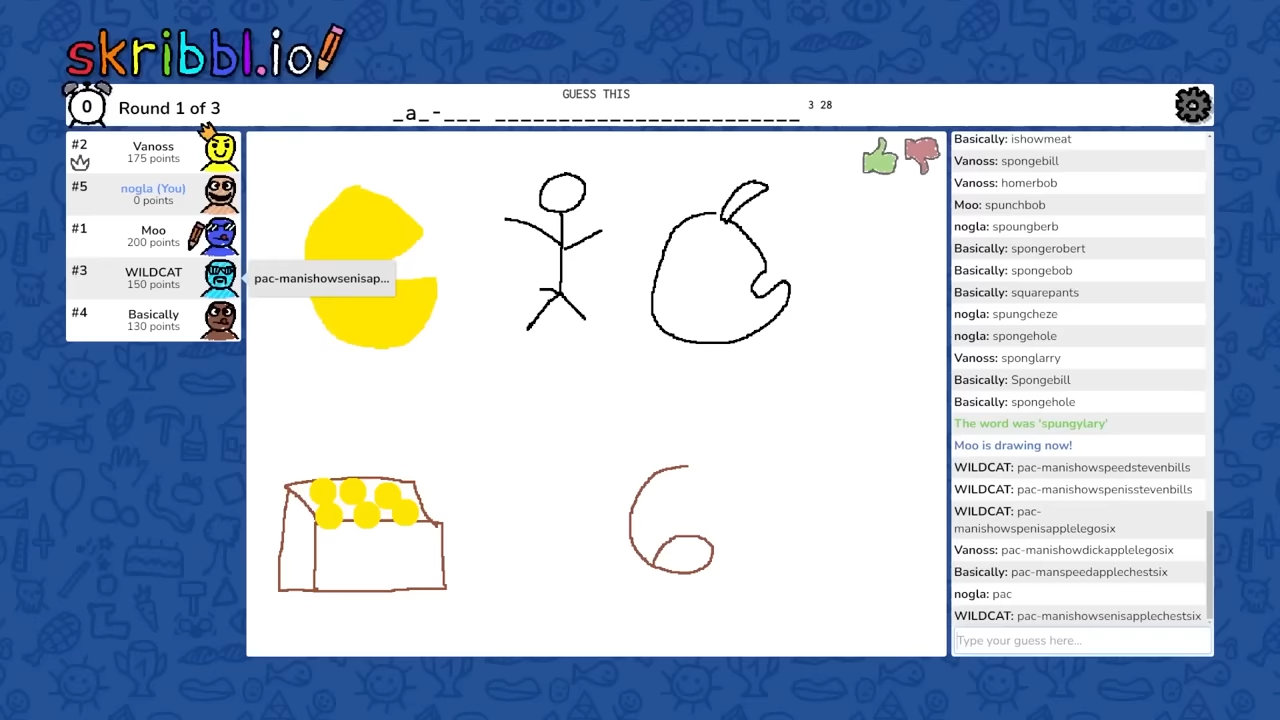 skribbl.io
0
Round 1 of 3
GUESS THIS
_a_-___ ________________________
3 28
#2
Vanoss
175 points
#5
nogla (You)
0 points
#1
Moo
200 points
#3
WILDCAT
150 points
#4
Basically
130 points
pac-manishowsenisap...
6
Basically: ishowmeat
Vanoss: spongebill
Vanoss: homerbob
Moo: spunchbob
nogla: spoungberb
Basically: spongerobert
Basically: spongebob
Basically: squarepants
nogla: spungcheze
nogla: spongehole
Vanoss: sponglarry
Basically: Spongebill
Basically: spongehole
The word was 'spungylary'
Moo is drawing now!
WILDCAT: pac-manishowspeedstevenbills
WILDCAT: pac-manishowspenisstevenbills
WILDCAT: pac-
manishowspenisapplelegosix
Vanoss: pac-manishowdickapplelegosix
Basically: pac-manspeedapplechestsix
nogla: pac
WILDCAT: pac-manishowsenisapplechestsix
Type your guess here...